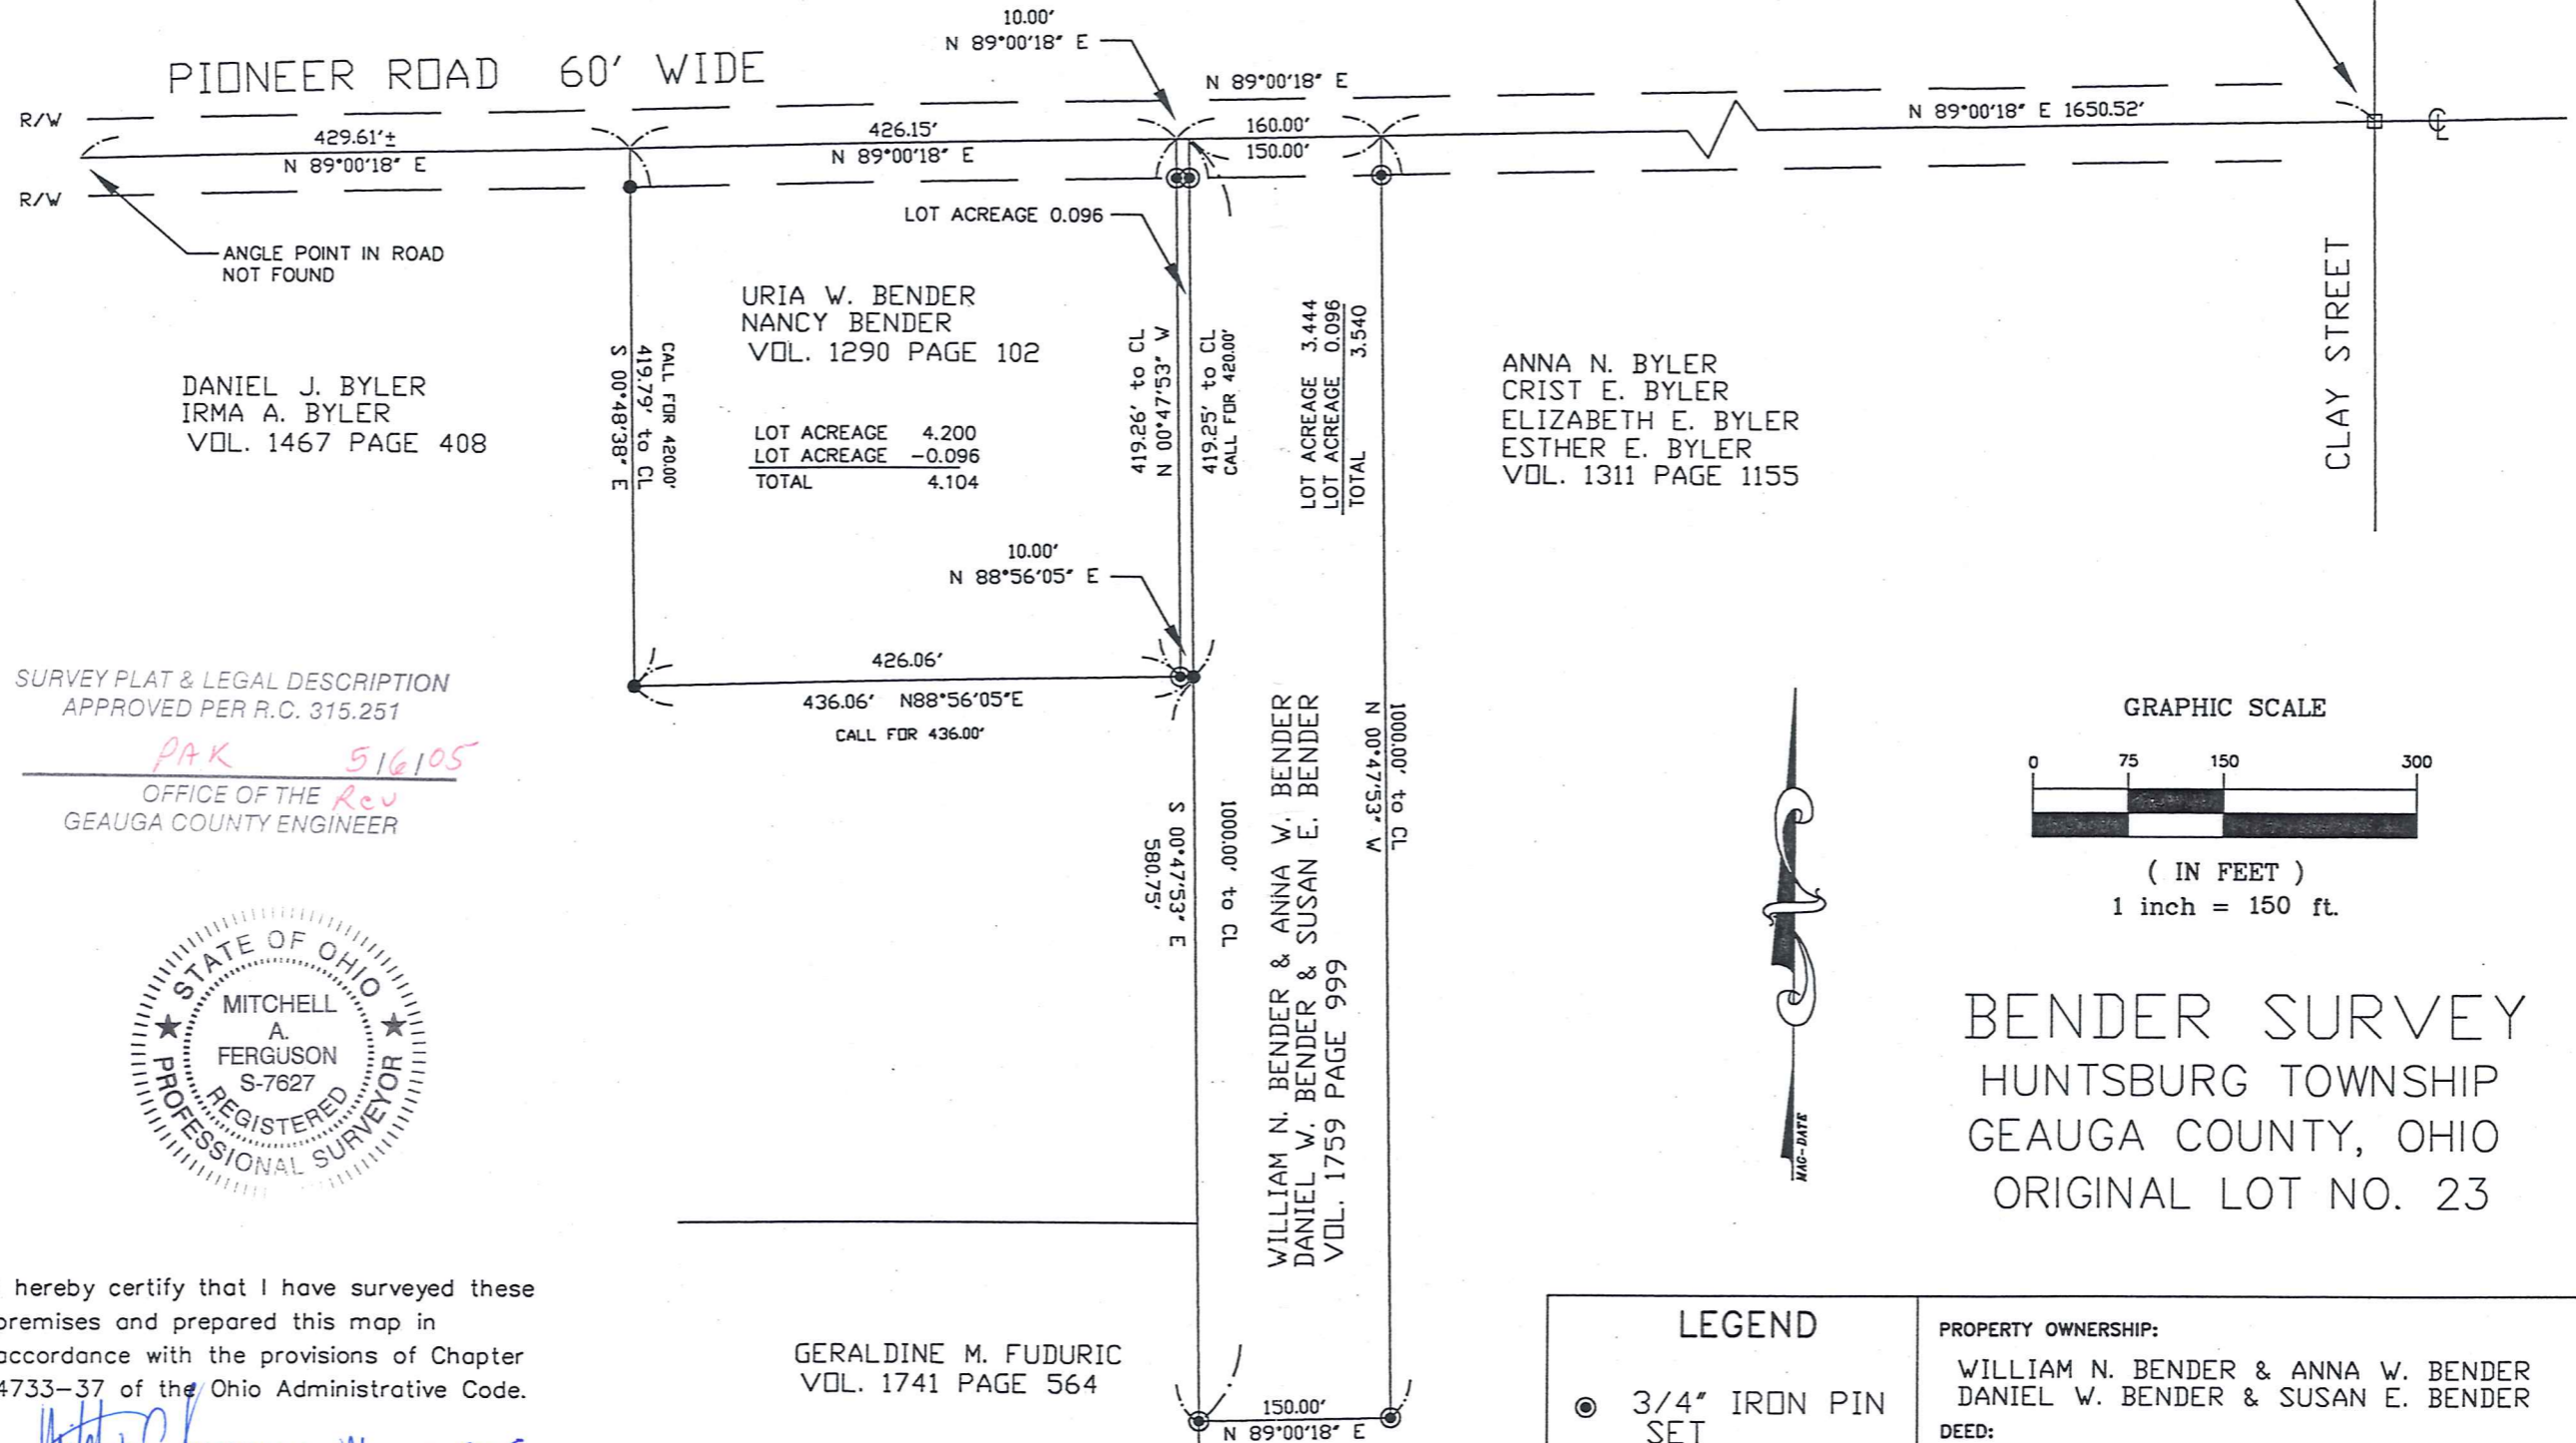 10.00'
N 89°00'18" E
PIONEER ROAD 60' WIDE
N 89°00'18" E
R/W
429.61'±
N 89°00'18" E
426.15'
N 89°00'18" E
160.00'
150.00'
N 89°00'18" E 1650.52'
CL
R/W
LOT ACREAGE 0.096
ANGLE POINT IN ROAD
NOT FOUND
URIA W. BENDER
NANCY BENDER
VOL. 1290 PAGE 102
DANIEL J. BYLER
IRMA A. BYLER
VOL. 1467 PAGE 408
CALL FOR 420.00'
419.79' to CL
S 00°48'38" E
LOT ACREAGE 4.200
LOT ACREAGE -0.096
TOTAL 4.104
419.26' to CL
N 00°47'53" W
419.25' to CL
CALL FOR 420.00'
LOT ACREAGE 3.444
LOT ACREAGE 0.096
TOTAL 3.540
ANNA N. BYLER
CRIST E. BYLER
ELIZABETH E. BYLER
ESTHER E. BYLER
VOL. 1311 PAGE 1155
CLAY STREET
10.00'
N 88°56'05" E
426.06'
436.06' N88°56'05"E
CALL FOR 436.00'
SURVEY PLAT & LEGAL DESCRIPTION
APPROVED PER R.C. 315.251
PAK 5/6/05
OFFICE OF THE Rev
GEAUGA COUNTY ENGINEER
1000.00' to CL
N 00°47'53" W
1000.00' to CL
S 00°47'53" E
580.75'
WILLIAM N. BENDER & ANNA W. BENDER
DANIEL W. BENDER & SUSAN E. BENDER
VOL. 1759 PAGE 999
MAG-DATE
GRAPHIC SCALE
0 75 150 300
( IN FEET )
1 inch = 150 ft.
STATE OF OHIO
MITCHELL
A.
FERGUSON
S-7627
REGISTERED
PROFESSIONAL SURVEYOR
BENDER SURVEY
HUNTSBURG TOWNSHIP
GEAUGA COUNTY, OHIO
ORIGINAL LOT NO. 23
hereby certify that I have surveyed these
premises and prepared this map in
accordance with the provisions of Chapter
4733-37 of the Ohio Administrative Code.
GERALDINE M. FUDURIC
VOL. 1741 PAGE 564
150.00'
N 89°00'18" E
LEGEND
3/4" IRON PIN
SET
PROPERTY OWNERSHIP:
WILLIAM N. BENDER & ANNA W. BENDER
DANIEL W. BENDER & SUSAN E. BENDER
DEED: